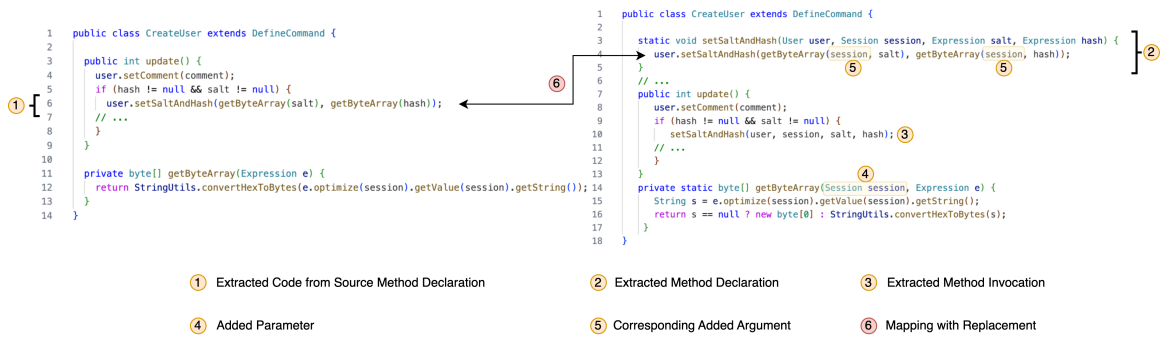 1 public class CreateUser extends DefineCommand {
2
3 public int update() {
4 user.setComment(comment);
5 if (hash != null && salt != null) {
1 6 user.setSaltAndHash(getByteArray(salt), getByteArray(hash));
7 // ...
8 }
9 }
10
11 private byte[] getByteArray(Expression e) {
12 return StringUtils.convertHexToBytes(e.optimize(session).getValue(session).getString());
13 }
14 }
6
1 public class CreateUser extends DefineCommand {
2
3 static void setSaltAndHash(User user, Session session, Expression salt, Expression hash) {
4 user.setSaltAndHash(getByteArray(session, salt), getByteArray(session, hash)); 2
5 } 5 5
6 // ...
7 public int update() {
8 user.setComment(comment);
9 if (hash != null && salt != null) {
10 setSaltAndHash(user, session, salt, hash); 3
11 // ...
12 }
13 }
4
14 private static byte[] getByteArray(Session session, Expression e) {
15 String s = e.optimize(session).getValue(session).getString();
16 return s == null ? new byte[0] : StringUtils.convertHexToBytes(s);
17 }
18 }
1 Extracted Code from Source Method Declaration
2 Extracted Method Declaration
3 Extracted Method Invocation
4 Added Parameter
5 Corresponding Added Argument
6 Mapping with Replacement